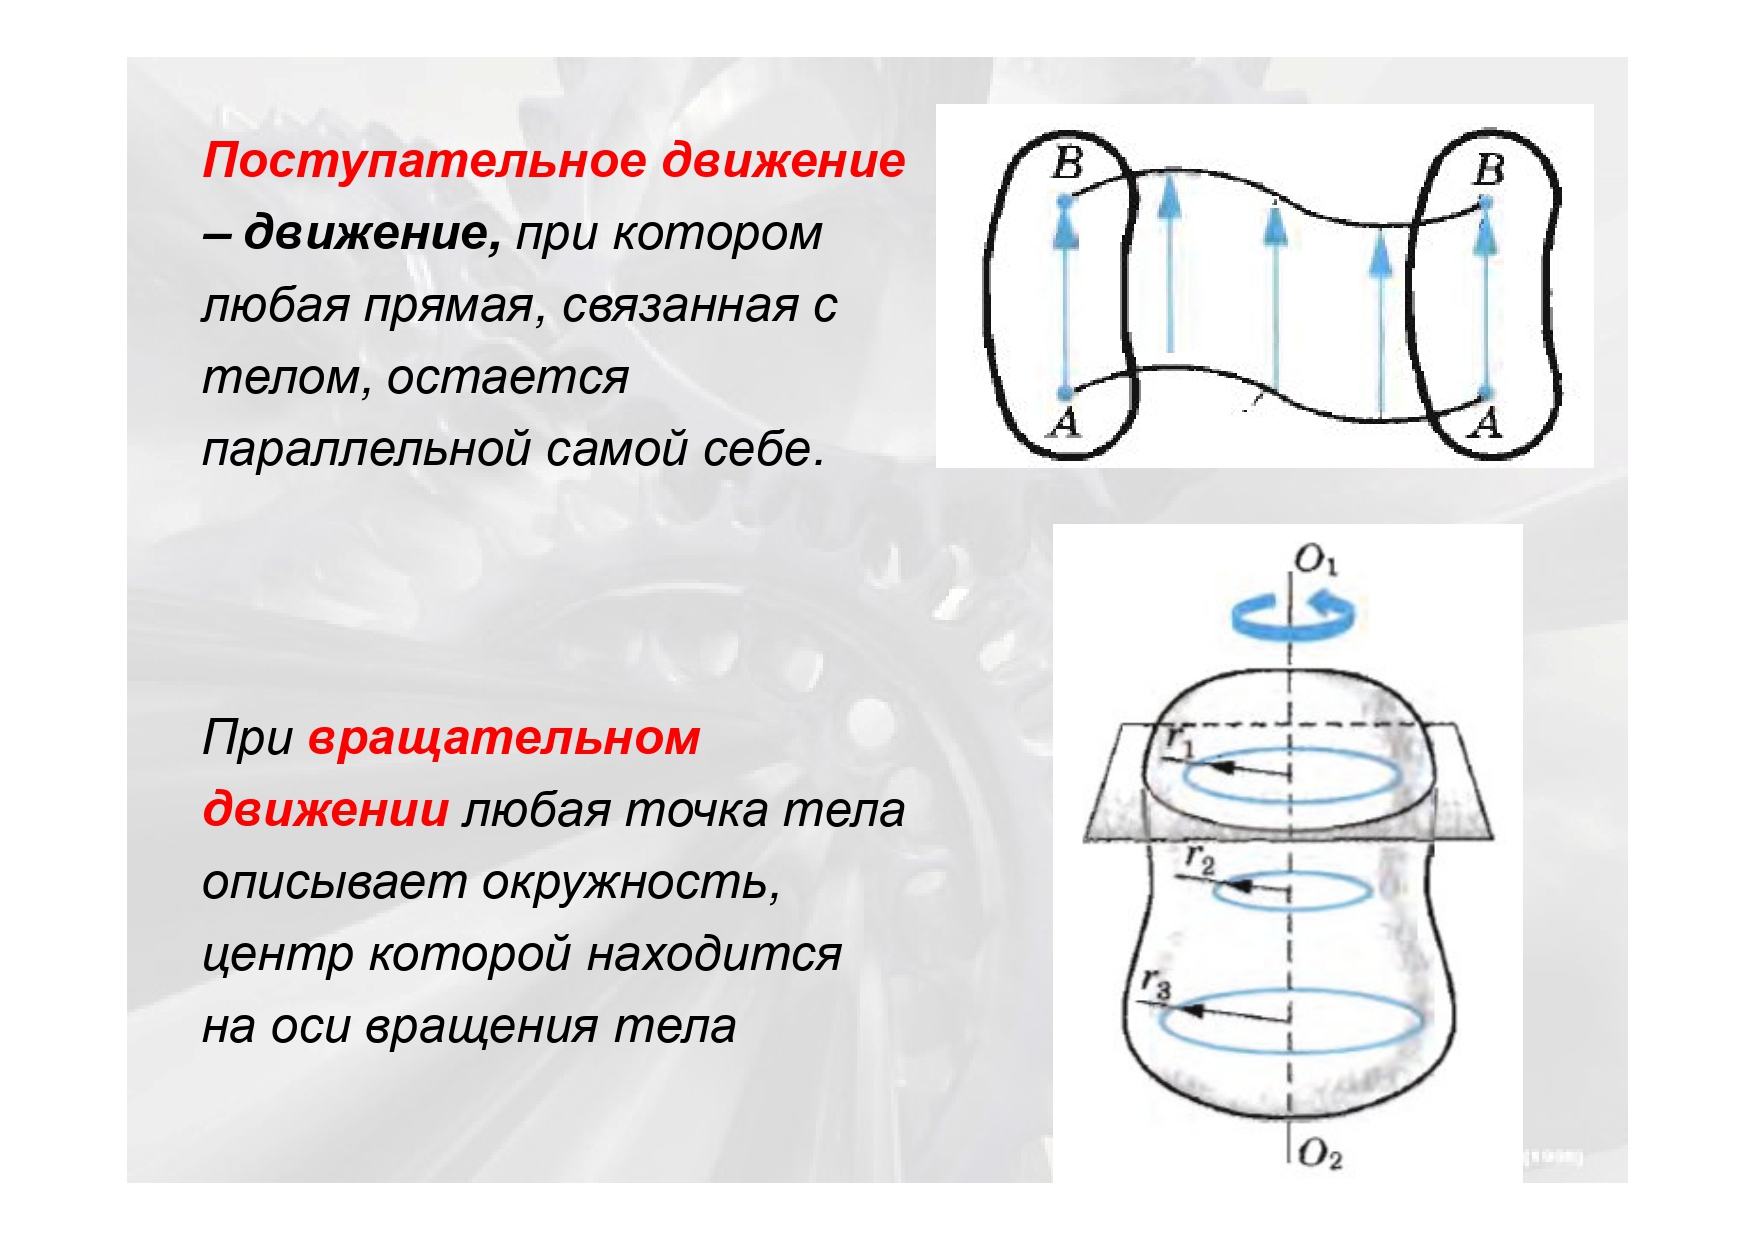 Поступательное движение
– движение, при котором
любая прямая, связанная с
телом, остается
параллельной самой себе.
B
B
A
A
При вращательном
движении любая точка тела
описывает окружность,
центр которой находится
на оси вращения тела
O₁
r₁
r₂
r₃
O₂